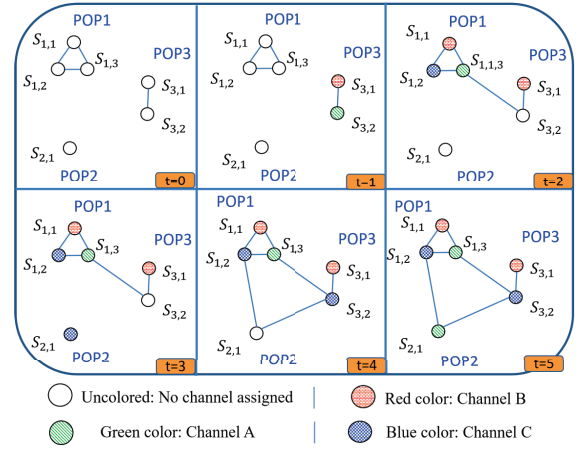 POP1
S1,1
S1,2
S1,3
POP3
S3,1
S3,2
S2,1
POP2
t=0
POP1
S1,1
S1,2
S1,3
POP3
S3,1
S3,2
S2,1
POP2
t=1
POP1
S1,1
S1,2
S1,1,3
POP3
S3,1
S3,2
S2,1
POP2
t=2
POP1
S1,1
S1,2
S1,3
POP3
S3,1
S3,2
S2,1
POP2
t=3
POP1
S1,1
S1,2
S1,3
POP3
S3,1
S3,2
S2,1
POP2
t=4
POP1
S1,1
S1,2
S1,3
POP3
S3,1
S3,2
S2,1
POP2
t=5
Uncolored: No channel assigned
Red color: Channel B
Green color: Channel A
Blue color: Channel C